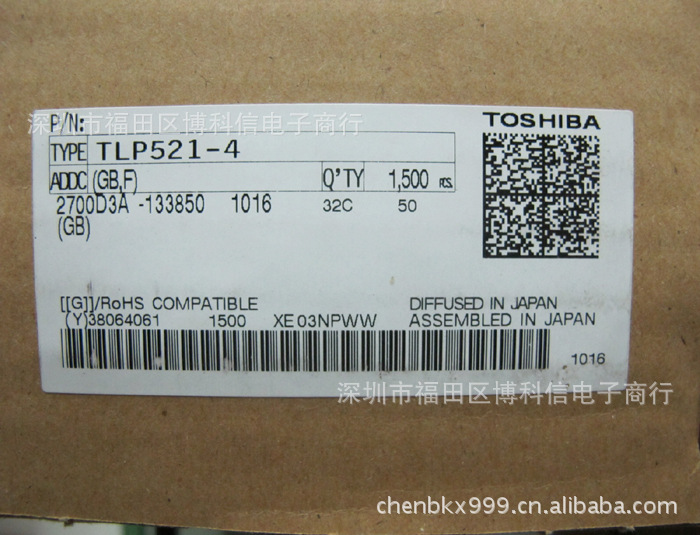 P/N:
深圳市福田区博科信电子商行
TOSHIBA
TYPE TLP521-4
ADDC (GB,F) Q'TY 1,500 PCS.
2700D3A -133850 1016 32C 50
(GB)
[[G]]/RoHS COMPATIBLE DIFFUSED IN JAPAN
(Y)38064061 1500 XE03NPWW ASSEMBLED IN JAPAN
1016
深圳市福田区博科信电子商行
chenbkx999.cn.alibaba.com